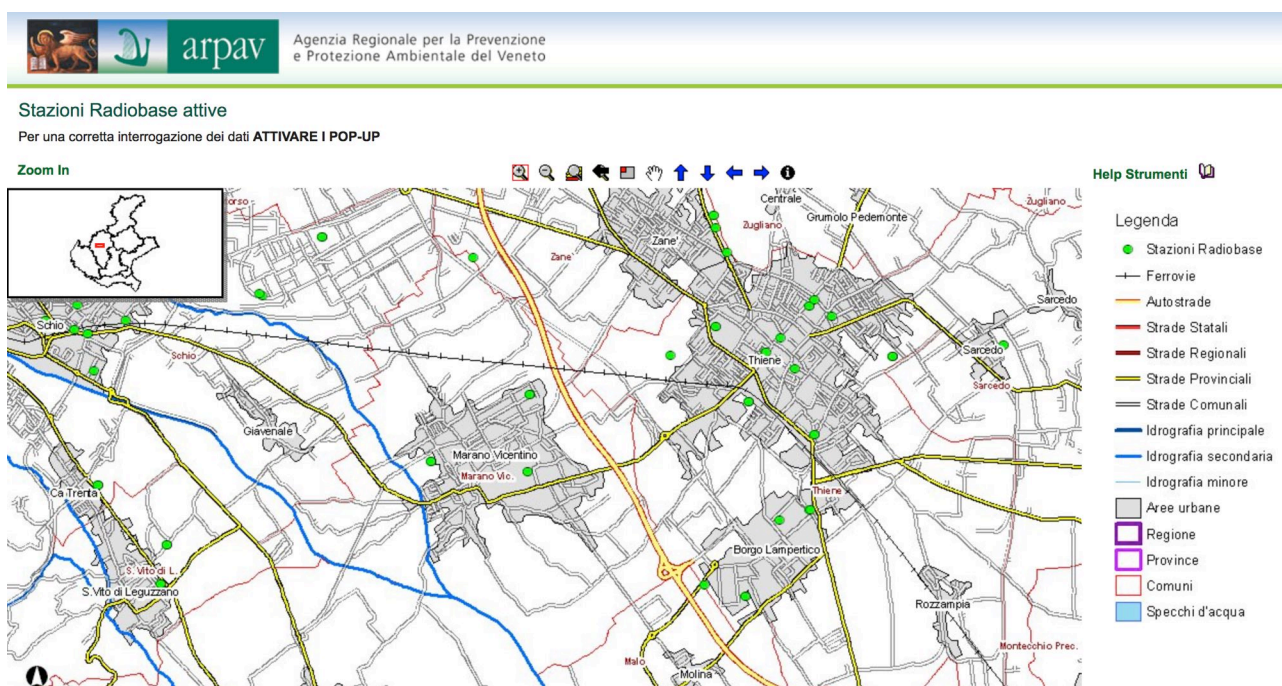 arpav
Agenzia Regionale per la Prevenzione
e Protezione Ambientale del Veneto
Stazioni Radiobase attive
Per una corretta interrogazione dei dati ATTIVARE I POP-UP
Zoom In
Help Strumenti
Centrale
Zugliano
Grumolo Pedemonte
Zugliano
Zane'
Zane'
Sarcedo
Schio
Schio
Thiene
Sarcedo
Sarcedo
Giavenale
Marano Vicentino
Marano Vic.
Ca Trenta
Thiene
Borgo Lampertico
S. Vito di L.
S.Vito di Leguzzano
Rozzampia
Montecchio Prec.
Malo
Molina
Legenda
Stazioni Radiobase
Ferrovie
Autostrade
Strade Statali
Strade Regionali
Strade Provinciali
Strade Comunali
Idrografia principale
Idrografia secondaria
Idrografia minore
Aree urbane
Regione
Province
Comuni
Specchi d'acqua